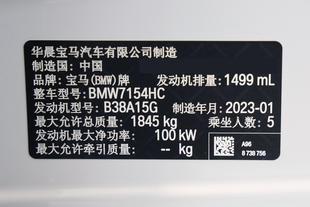 华晨宝马汽车有限公司制造
制造国：中国
品牌：宝马(BMW)牌 发动机排量：1499 mL
整车型号：BMW7154HC
发动机型号：B38A15G 制造年月：2023-01
最大允许总质量：1845 kg 乘坐人数：5
发动机最大净功率：100 kW
最大允许牵引质量：-- kg
A96
8 738 756